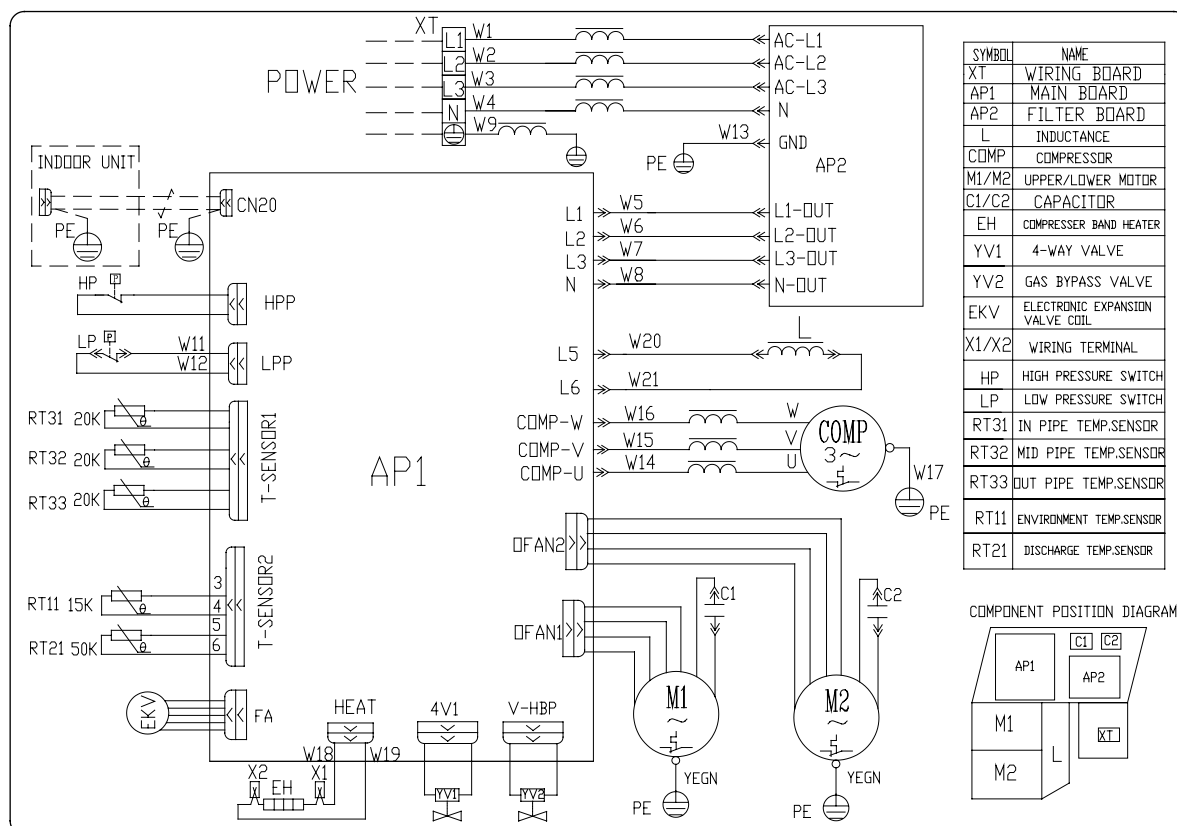 XT
POWER
L1 W1
L2 W2
L3 W3
N W4
W9
AC-L1
AC-L2
AC-L3
N
W13
GND
PE
AP2
INDOOR UNIT
PE
PE
CN20
L1 W5 L1-OUT
L2 W6 L2-OUT
L3 W7 L3-OUT
N W8 N-OUT
HP P
HPP
LP P
W11
W12
LPP
L5 W20 L
L6 W21
COMP-W W16 W
COMP-V W15 V
COMP-U W14 U
COMP
3~
W17
PE
RT31 20K θ
RT32 20K θ
RT33 20K θ
T-SENSOR1
AP1
OFAN2
OFAN1
T-SENSOR2
3
4
5
6
RT11 15K θ
RT21 50K θ
C1
C2
M1
~
M2
~
YEGN
YEGN
PE
PE
EKV
FA
HEAT
4V1
V-HBP
W18
W19
X2
EH
X1
YV1
YV2
SYMBOL NAME
XT WIRING BOARD
AP1 MAIN BOARD
AP2 FILTER BOARD
L INDUCTANCE
COMP COMPRESSOR
M1/M2 UPPER/LOWER MOTOR
C1/C2 CAPACITOR
EH COMPRESSER BAND HEATER
YV1 4-WAY VALVE
YV2 GAS BYPASS VALVE
EKV ELECTRONIC EXPANSION
VALVE COIL
X1/X2 WIRING TERMINAL
HP HIGH PRESSURE SWITCH
LP LOW PRESSURE SWITCH
RT31 IN PIPE TEMP.SENSOR
RT32 MID PIPE TEMP.SENSOR
RT33 OUT PIPE TEMP.SENSOR
RT11 ENVIRONMENT TEMP.SENSOR
RT21 DISCHARGE TEMP.SENSOR
COMPONENT POSITION DIAGRAM
AP1
C1
C2
AP2
M1
M2
L
XT